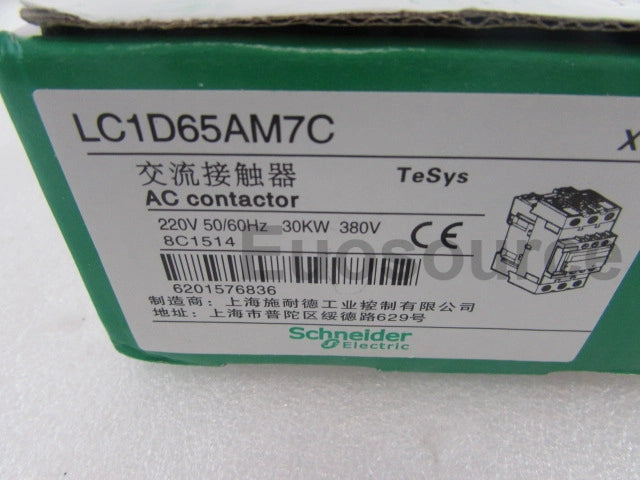 LC1D65AM7C
X
交流接触器 TeSys
AC contactor
220V 50/60Hz 30KW 380V
8C1514
CE
Euosource
6201576836
制造商：上海施耐德工业控制有限公司
地址：上海市普陀区绥德路629号
Schneider
Electric